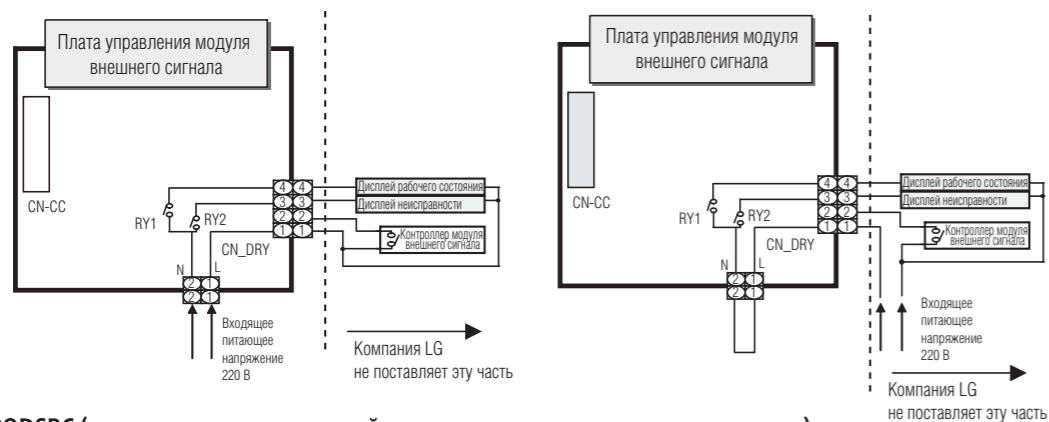 Плата управления модуля
внешнего сигнала
CN-CC
RY1
RY2
4 4
3 3
2 2
1 1
CN_DRY
N L
2 1
2 1
Дисплей рабочего состояния
Дисплей неисправности
Контроллер модуля
внешнего сигнала
Входящее
питающее
напряжение
220 В
Компания LG
не поставляет эту часть
Плата управления модуля
внешнего сигнала
CN-CC
RY1
RY2
4 4
3 3
2 2
1 1
CN_DRY
N L
2 1
2 1
Дисплей рабочего состояния
Дисплей неисправности
Контроллер модуля
внешнего сигнала
Входящее
питающее
напряжение
220 В
Компания LG
не поставляет эту часть